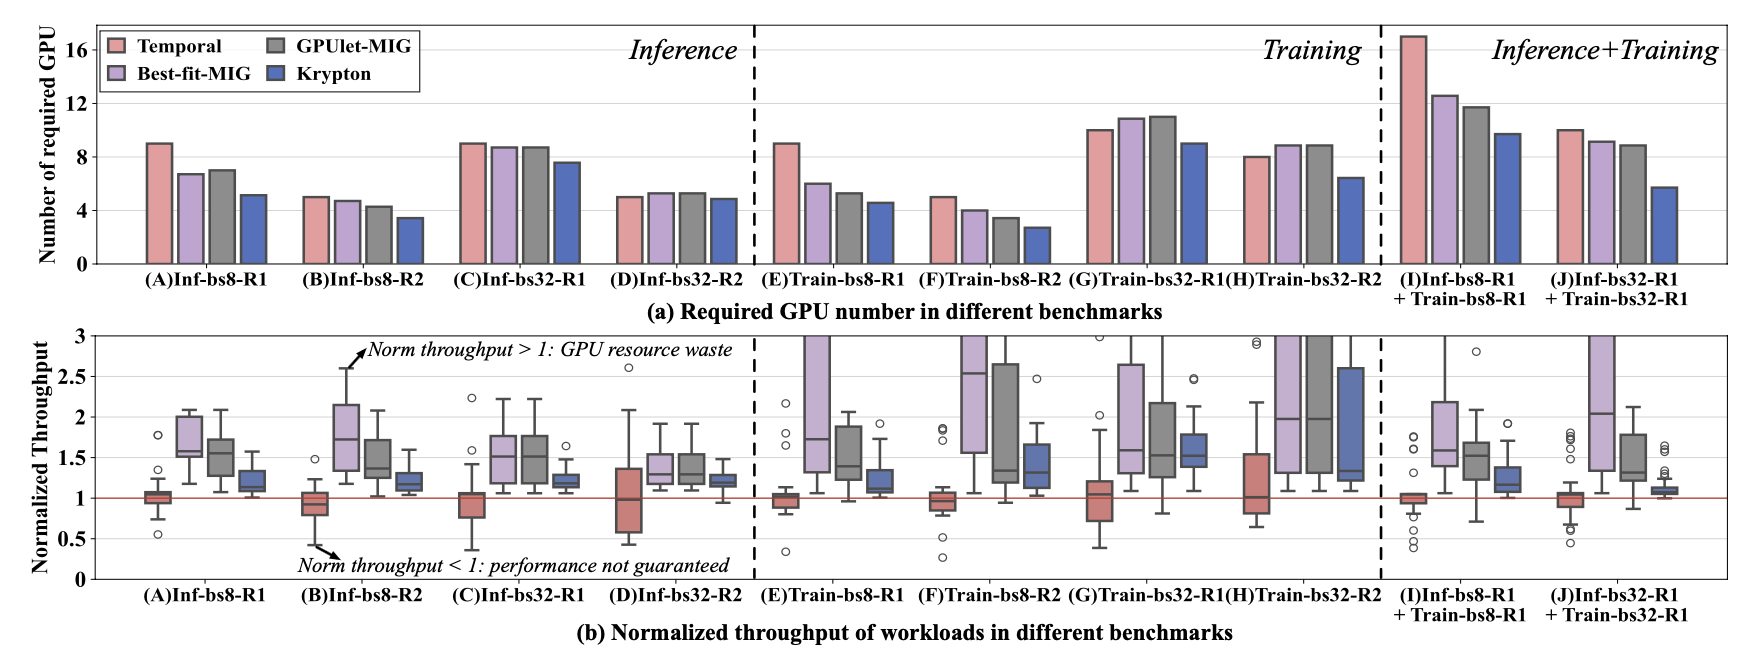 Number of required GPU
16
12
8
4
0
Temporal
Best-fit-MIG
GPUlet-MIG
Krypton
Inference
Training
Inference+Training
(A)Inf-bs8-R1
(B)Inf-bs8-R2
(C)Inf-bs32-R1
(D)Inf-bs32-R2
(E)Train-bs8-R1
(F)Train-bs8-R2
(G)Train-bs32-R1
(H)Train-bs32-R2
(I)Inf-bs8-R1
+ Train-bs8-R1
(J)Inf-bs32-R1
+ Train-bs32-R1
(a) Required GPU number in different benchmarks
Normalized Throughput
3
2.5
2
1.5
1
0.5
0
Norm throughput > 1: GPU resource waste
Norm throughput < 1: performance not guaranteed
(A)Inf-bs8-R1
(B)Inf-bs8-R2
(C)Inf-bs32-R1
(D)Inf-bs32-R2
(E)Train-bs8-R1
(F)Train-bs8-R2
(G)Train-bs32-R1
(H)Train-bs32-R2
(I)Inf-bs8-R1
+ Train-bs8-R1
(J)Inf-bs32-R1
+ Train-bs32-R1
(b) Normalized throughput of workloads in different benchmarks